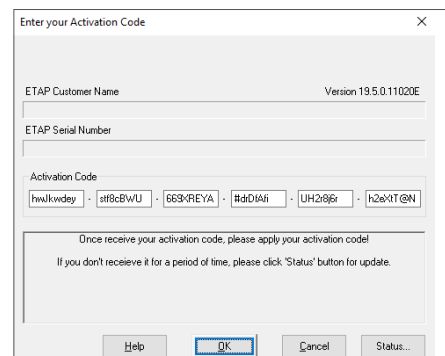 Enter your Activation Code
ETAP Customer Name Version 19.5.0.11020E
ETAP Serial Number
Activation Code
hwJkwdey - stf8cBWU - 669XREYA - #drDfAfi - UH2r8j6r - h2eXtT@N
Once receive your activation code, please apply your activation code!
If you don't receieve it for a period of time, please click 'Status' button for update.
Help OK Cancel Status...